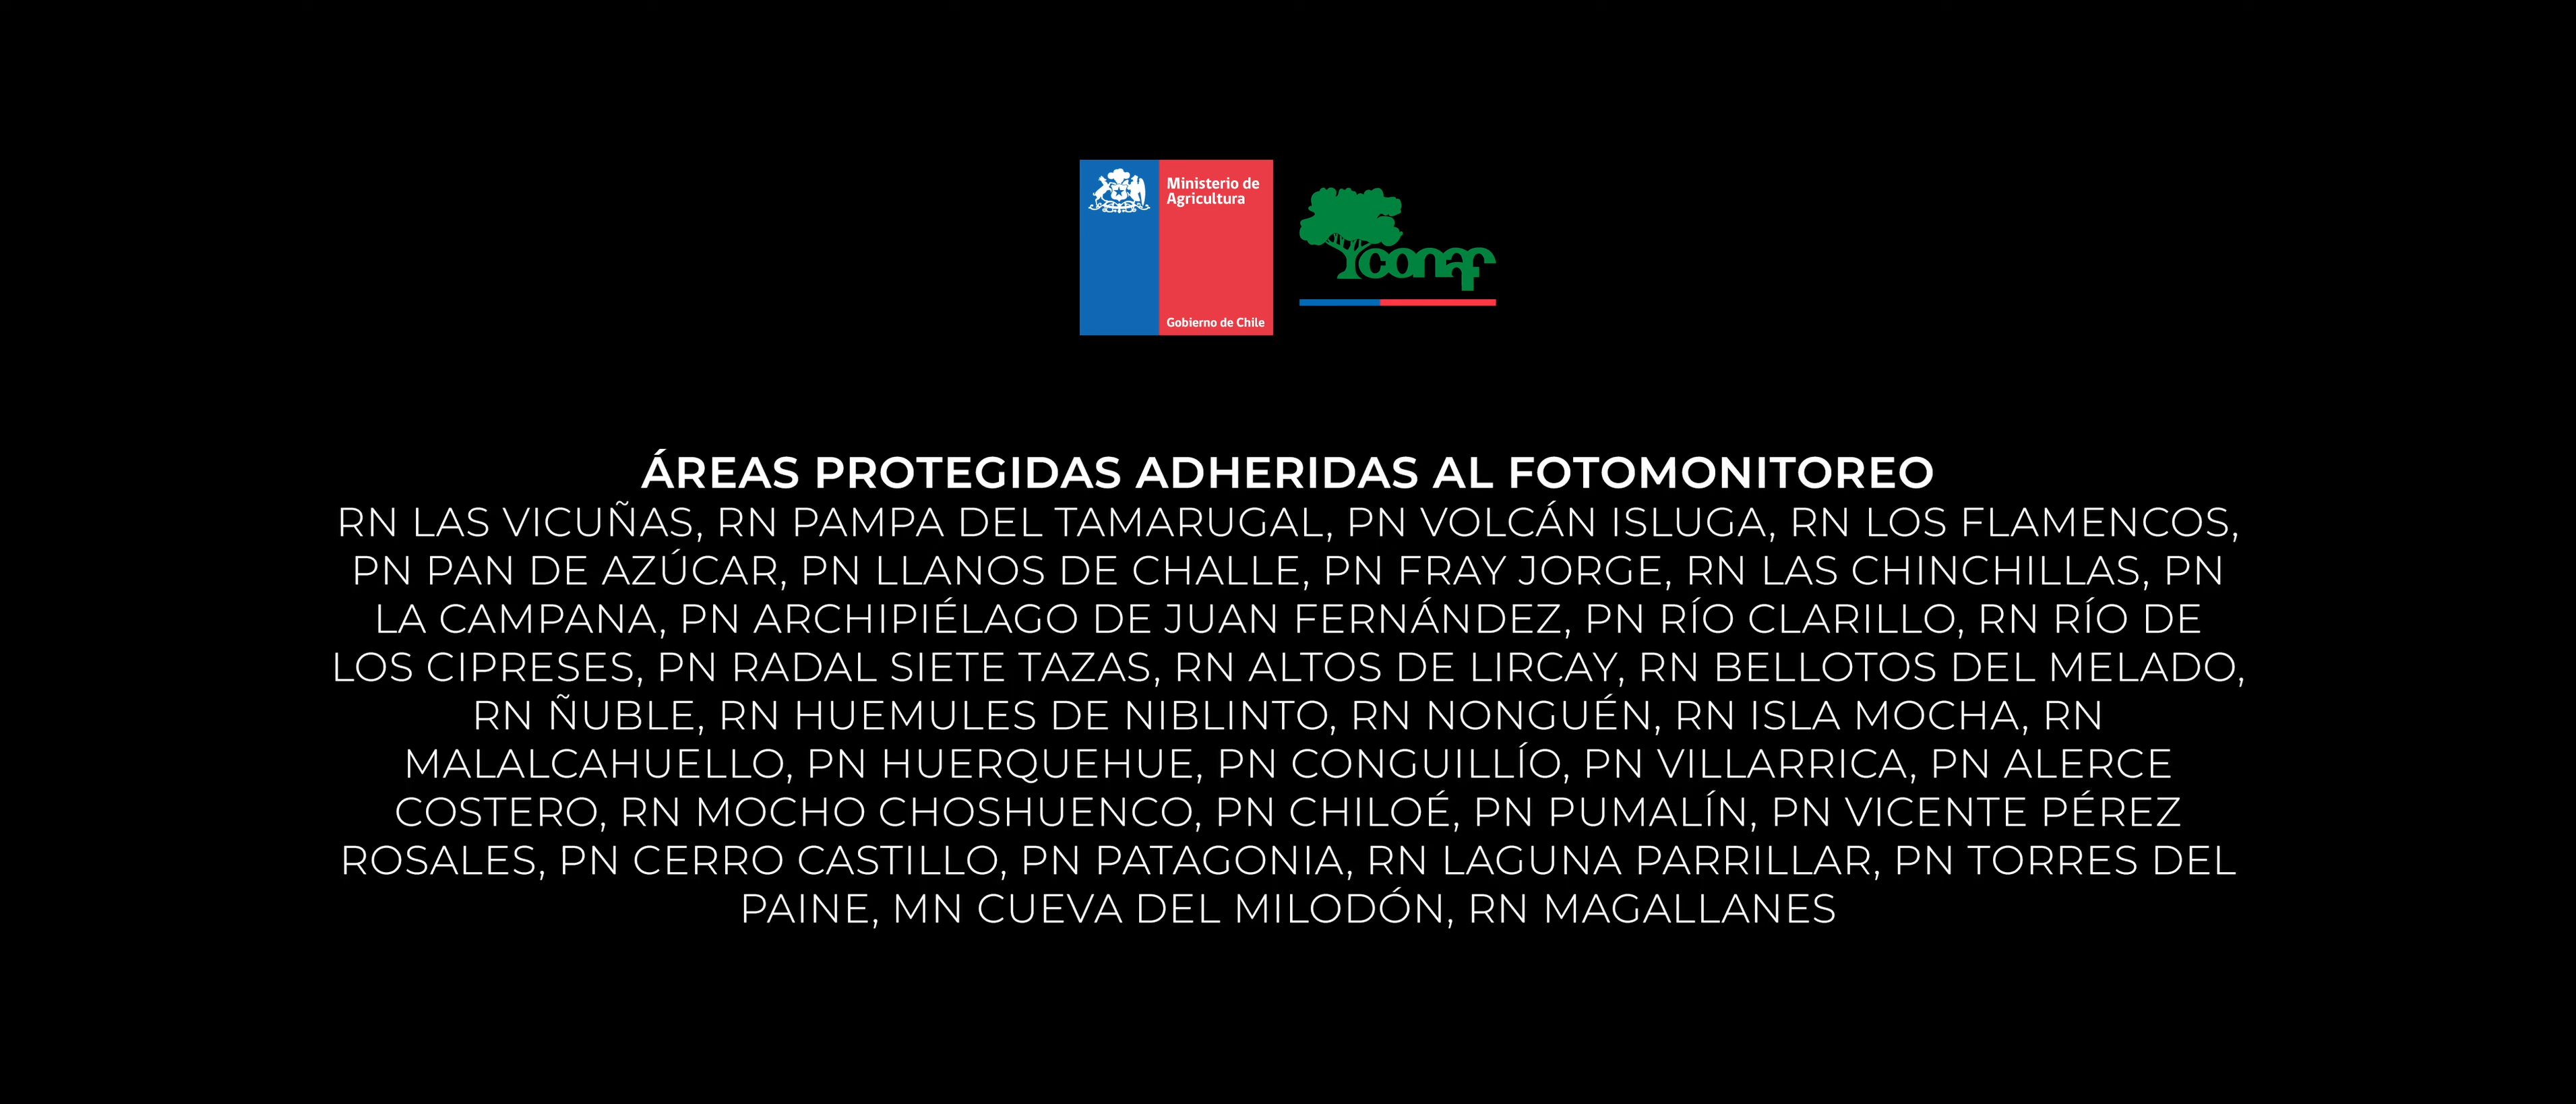 Ministerio de
Agricultura
Gobierno de Chile
conaf
ÁREAS PROTEGIDAS ADHERIDAS AL FOTOMONITOREO
RN LAS VICUÑAS, RN PAMPA DEL TAMARUGAL, PN VOLCÁN ISLUGA, RN LOS FLAMENCOS,
PN PAN DE AZÚCAR, PN LLANOS DE CHALLE, PN FRAY JORGE, RN LAS CHINCHILLAS, PN
LA CAMPANA, PN ARCHIPIÉLAGO DE JUAN FERNÁNDEZ, PN RÍO CLARILLO, RN RÍO DE
LOS CIPRESES, PN RADAL SIETE TAZAS, RN ALTOS DE LIRCAY, RN BELLOTOS DEL MELADO,
RN ÑUBLE, RN HUEMULES DE NIBLINTO, RN NONGUÉN, RN ISLA MOCHA, RN
MALALCAHUELLO, PN HUERQUEHUE, PN CONGUILLÍO, PN VILLARRICA, PN ALERCE
COSTERO, RN MOCHO CHOSHUENCO, PN CHILOÉ, PN PUMALÍN, PN VICENTE PÉREZ
ROSALES, PN CERRO CASTILLO, PN PATAGONIA, RN LAGUNA PARRILLAR, PN TORRES DEL
PAINE, MN CUEVA DEL MILODÓN, RN MAGALLANES